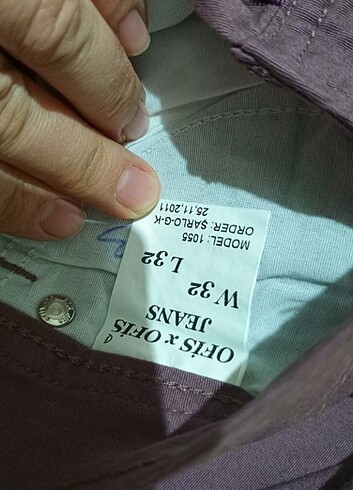 OFİS x OFİS
JEANS
W 32 L 32
MODEL: 1055
ORDER: ŞARLO-G-K
25,11,2011